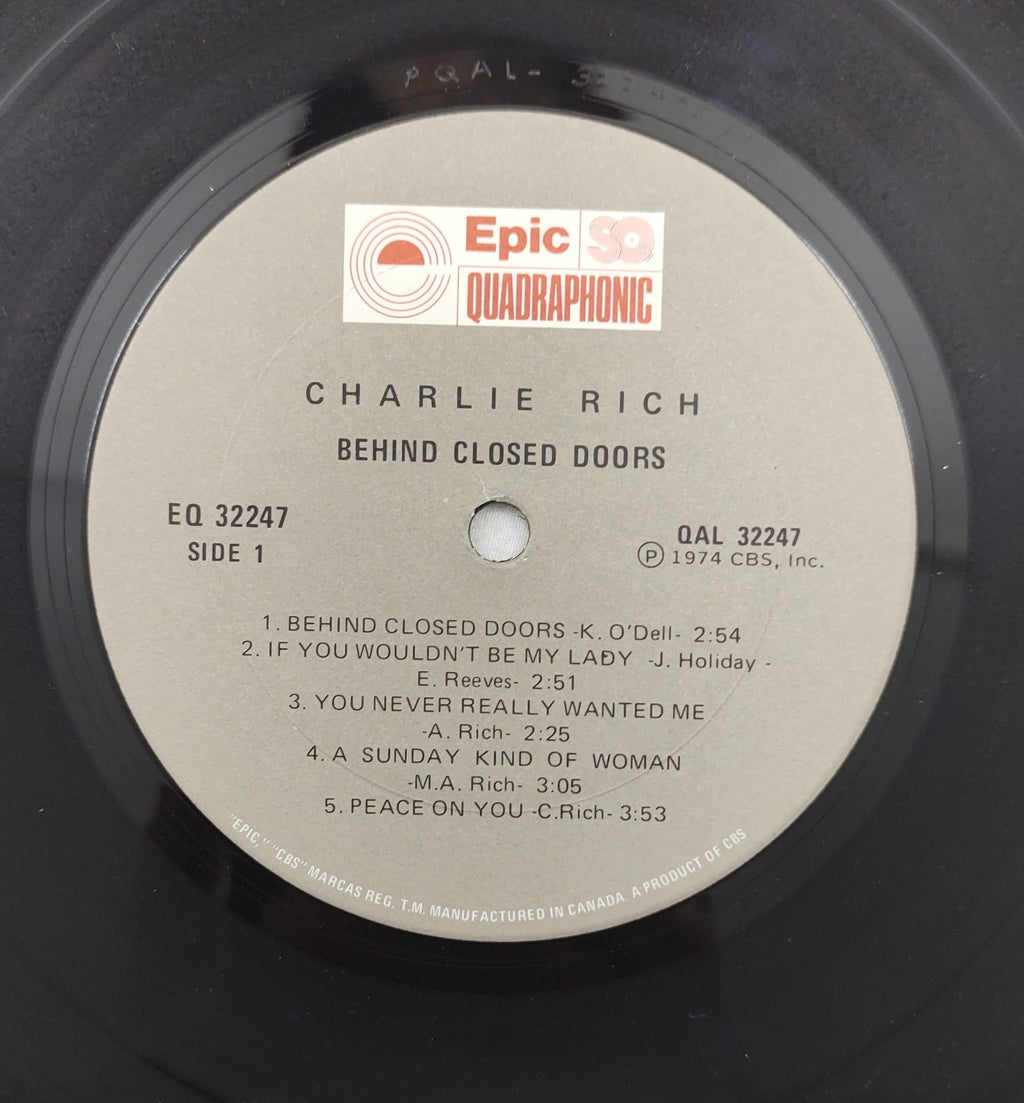 PQAL-
Epic SQ
QUADRAPHONIC
CHARLIE RICH
BEHIND CLOSED DOORS
EQ 32247
SIDE 1
QAL 32247
Ⓟ 1974 CBS, Inc.
1. BEHIND CLOSED DOORS -K. O'Dell- 2:54
2. IF YOU WOULDN'T BE MY LADY -J. Holiday -
E. Reeves- 2:51
3. YOU NEVER REALLY WANTED ME
-A. Rich- 2:25
4. A SUNDAY KIND OF WOMAN
-M.A. Rich- 3:05
5. PEACE ON YOU -C.Rich- 3:53
"EPIC," "CBS" MARCAS REG. T.M. MANUFACTURED IN CANADA. A PRODUCT OF CBS